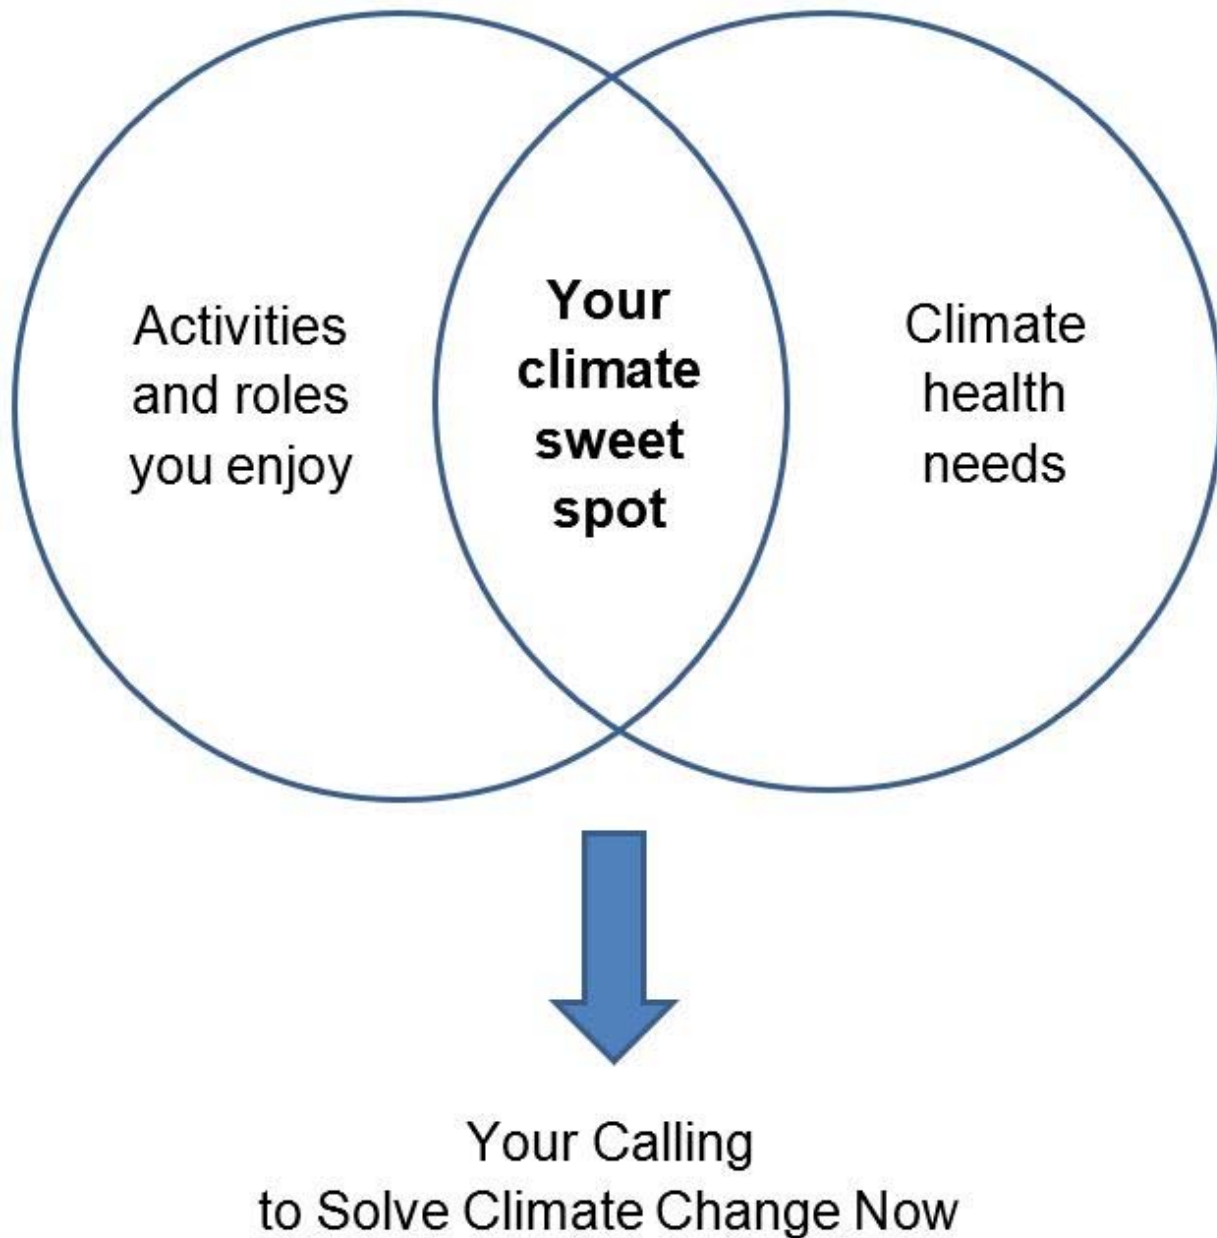 Activities
and roles
you enjoy
Your
climate
sweet
spot
Climate
health
needs
Your Calling
to Solve Climate Change Now